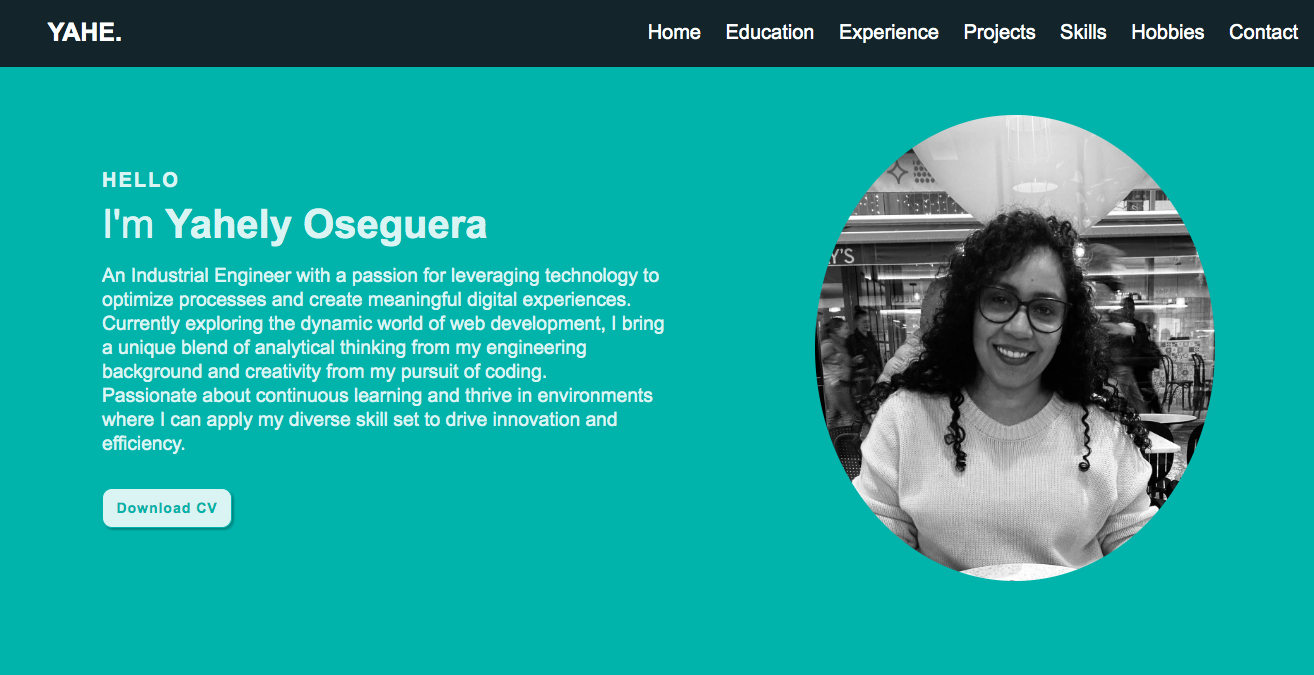 YAHE.
Home Education Experience Projects Skills Hobbies Contact
HELLO
I'm Yahely Oseguera
An Industrial Engineer with a passion for leveraging technology to
optimize processes and create meaningful digital experiences.
Currently exploring the dynamic world of web development, I bring
a unique blend of analytical thinking from my engineering
background and creativity from my pursuit of coding.
Passionate about continuous learning and thrive in environments
where I can apply my diverse skill set to drive innovation and
efficiency.
Download CV
Y'S